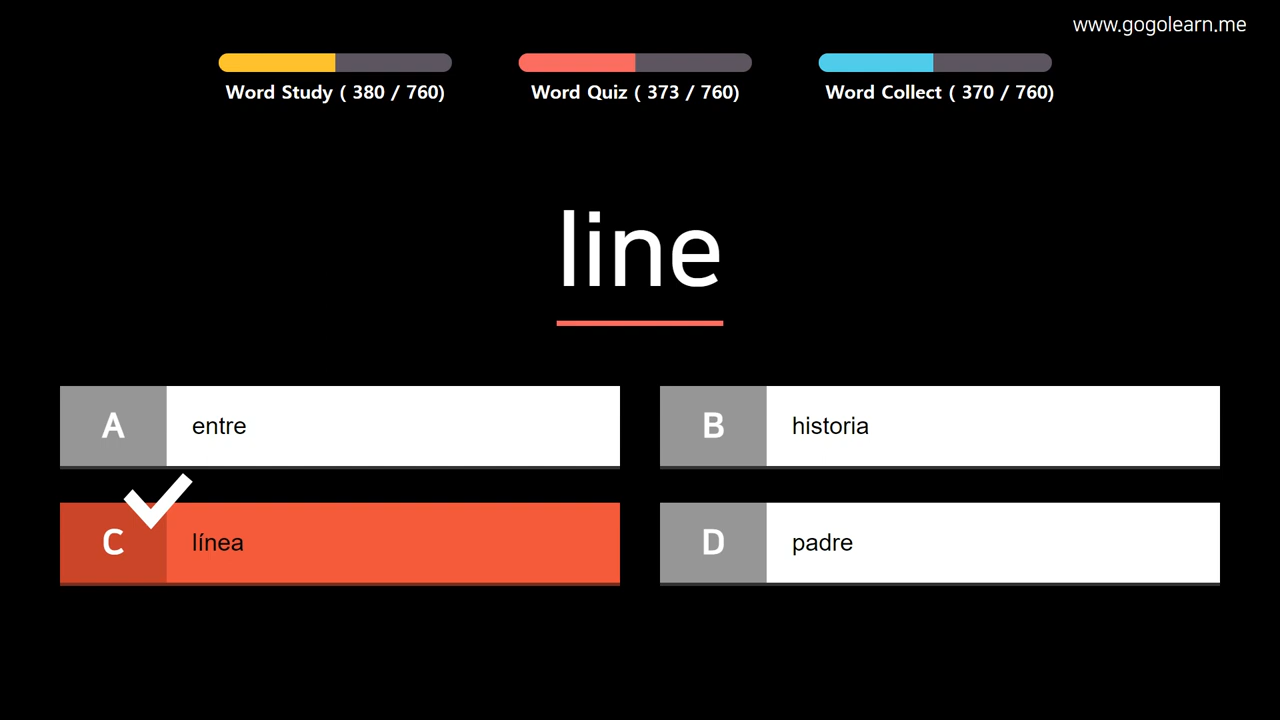 www.gogolearn.me
Word Study ( 380 / 760)
Word Quiz ( 373 / 760)
Word Collect ( 370 / 760)
line
A entre
B historia
C línea
D padre